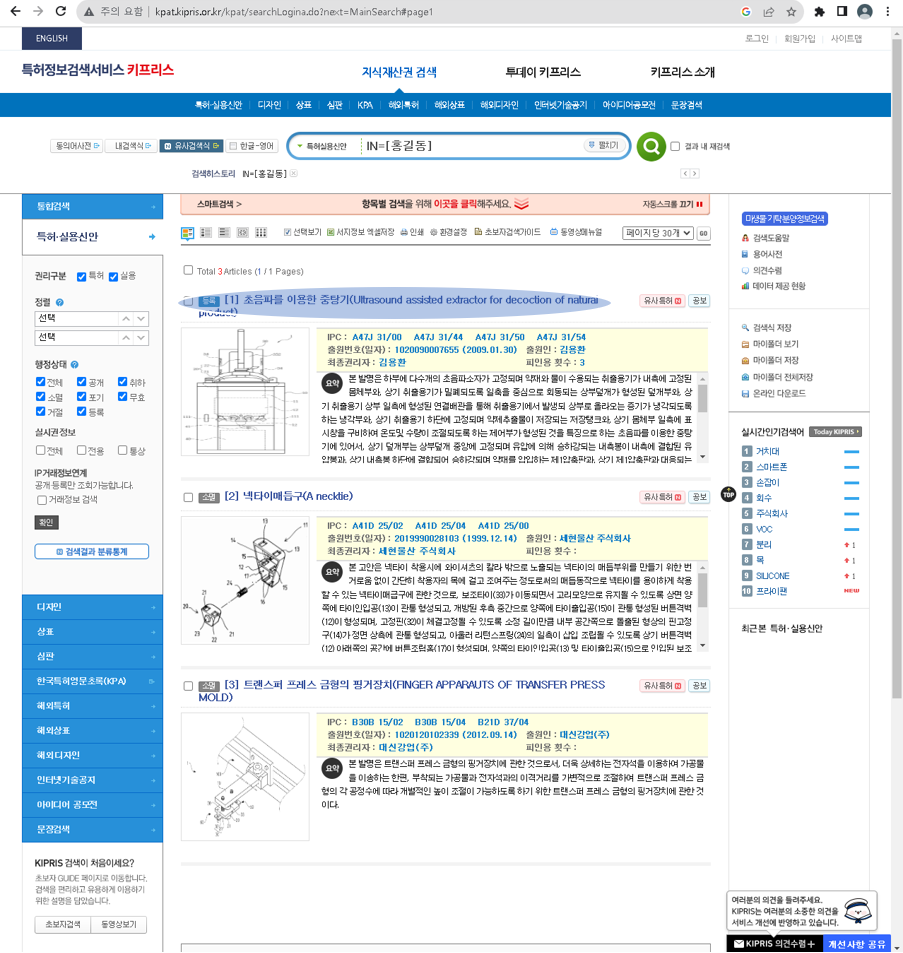 주의 요함 | kpat.kipris.or.kr/kpat/searchLogina.do?next=MainSearch#page1
ENGLISH
로그인 | 회원가입 | 사이트맵
특허정보검색서비스 키프리스
지식재산권 검색 투데이 키프리스 키프리스 소개
특허·실용신안 | 디자인 | 상표 | 심판 | KPA | 해외특허 | 해외상표 | 해외디자인 | 인터넷기술공지 | 아이디어공모전 | 문장검색
동의어사전 내검색식 유사검색식 한글-영어 특허실용신안 IN=[홍길동] 펼치기 결과 내 재검색
검색히스토리 IN=[홍길동]
통합검색
특허·실용신안
권리구분 특허 실용
정렬
선택
선택
행정상태
전체 공개 취하
소멸 포기 무효
거절 등록
심사권정보
전체 전용 통상
IP거래정보연계
공개·등록만 조회가능합니다.
거래정보 검색
확인
검색결과 분류통계
디자인
상표
심판
한국특허영문초록(KPA)
해외특허
해외상표
해외디자인
인터넷기술공지
아이디어 공모전
문장검색
KIPRIS 검색이 처음이세요?
초보자 GUIDE 페이지로 이동합니다.
검색을 편리하고 유용하게 이용하기
위한 설명을 담았습니다.
초보자검색 동영상보기
스마트검색 > 항목별 검색을 위해 이곳을 클릭해주세요. 자동스크롤 끄기
선택보기 서지정보 엑셀저장 인쇄 환경설정 초보자검색가이드 동영상매뉴얼 페이지당 30개 GO
Total 3 Articles (1 / 1 Pages)
등록 [1] 초음파를 이용한 중탕기(Ultrasound assisted extractor for decoction of natural
product)
유사특허 공보
IPC : A47J 31/00 A47J 31/44 A47J 31/50 A47J 31/54
출원번호(일자) : 1020090007655 (2009.01.30) 출원인 : 김용환
최종권리자 : 김용환 피인용 횟수 : 3
요약 본 발명은 하부에 다수개의 초음파소자가 고정되며 약재와 물이 수용되는 취출용기가 내측에 고정된
몸체부와, 상기 취출용기가 밀폐되도록 일측을 중심으로 회동되는 상부덮개가 형성된 덮개부와, 상
기 취출용기 상부 일측에 형성된 연결배관을 통해 취출용기에서 발생되 상부로 올라오는 증기가 냉각되도록
하는 냉각부와, 상기 취출용기 하단에 고정되며 약제추출물이 저장되는 저장탱크와, 상기 몸체부 일측에 표
시창을 구비하며 온도및 수량이 조절되도록 하는 제어부가 형성된 것을 특징으로 하는 초음파를 이용한 중탕
기에 있어서, 상기 덮개부는 상부덮개 중앙에 고정되며 유압에 의해 승하강되는 내측봉이 내측에 결합된 유
압봉과, 상기 내측봉 하단에 결합되어 승하강되며 약재를 압입하는 제1압축판과, 상기 제1압축판과 대응되는
소멸 [2] 넥타이매듭구(A necktie)
유사특허 공보
IPC : A41D 25/02 A41D 25/04 A41D 25/00
출원번호(일자) : 2019990028103 (1999.12.14) 출원인 : 세현물산 주식회사
최종권리자 : 세현물산 주식회사 피인용 횟수 :
요약 본 고안은 넥타이 착용시에 와이셔츠의 칼라 밖으로 노출되는 넥타이의 매듭부위를 만들기 위한 번
거로움 없이 간단히 착용자의 목에 걸고 조여주는 정도로써의 매듭동작으로 넥타이를 용이하게 착용
할 수 있는 넥타이매급구에 관한 것으로, 보조타이(33)가 이동되면서 고리모양으로 유지될 수 있도록 상면 양
쪽에 타이인입공(13)이 관통 형성되고, 개방된 후측 중간으로 양쪽에 타이출입공(15)이 관통 형성된 버튼격벽
(12)이 형성되며, 고정핀(32)이 체결고정될 수 있도록 소정 길이만큼 내부 공간쪽으로 돌출된 형상의 핀고정
구(14)가 정면 상측에 관통 형성되고, 아울러 리턴스프링(24)의 일측이 삽입 조립될 수 있도록 상기 버튼격벽
(12) 아래쪽의 공간에 버튼조립홈(17)이 형성되며, 양쪽의 타이인입공(13) 및 타이출입공(15)으로 인입된 보조
소멸 [3] 트랜스퍼 프레스 금형의 핑거장치(FINGER APPARAUTS OF TRANSFER PRESS
MOLD)
유사특허 공보
IPC : B30B 15/02 B30B 15/04 B21D 37/04
출원번호(일자) : 1020120102339 (2012.09.14) 출원인 : 대신강업(주)
최종권리자 : 대신강업(주) 피인용 횟수 :
요약 본 발명은 트랜스퍼 프레스 금형의 핑거장치에 관한 것으로서, 더욱 상세하는 전자석을 이용하여 가공물
을 이송하는 한편, 부착되는 가공물과 전자석과의 이격거리를 가변적으로 조절하며 트랜스퍼 프레스 금
형의 각 공정수에 따라 개별적인 높이 조절이 가능하도록 하기 위한 트랜스퍼 프레스 금형의 핑거장치에 관한 것
이다.
미생물 기탁·분양정보검색
검색도움말
용어사전
의견수렴
데이터 제공 현황
검색식 저장
마이폴더 보기
마이폴더 저장
마이폴더 전체저장
온라인 다운로드
실시간인기검색어 Today KIPRIS
1 거치대
2 스마트폰
3 손잡이
4 회수
5 주식회사
6 VOC
7 분리 1
8 목 1
9 SILICONE 1
10 프라이팬 NEW
TOP
최근본 특허·실용신안
여러분의 의견을 들려주세요.
KIPRIS는 여러분의 소중한 의견을
서비스 개선에 반영하고 있습니다.
KIPRIS 의견수렴+ 개선사항 공유